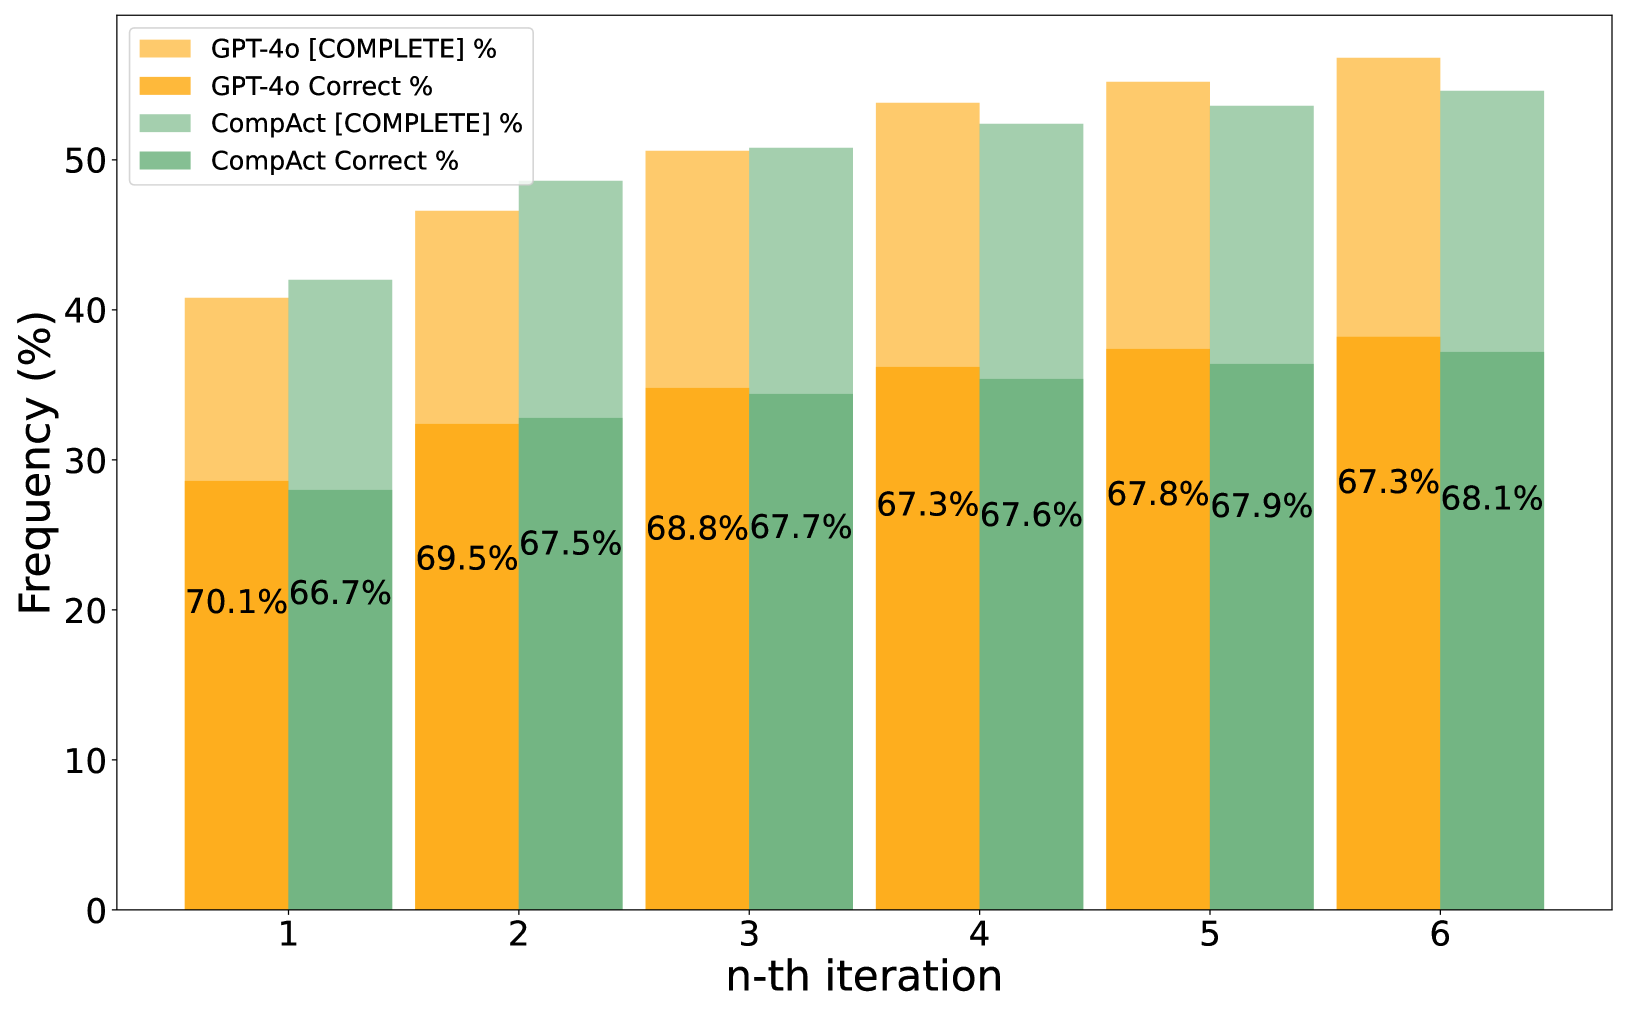 GPT-4o [COMPLETE] %
GPT-4o Correct %
CompAct [COMPLETE] %
CompAct Correct %
Frequency (%)
50
40
30
20
10
0
70.1%
66.7%
69.5%
67.5%
68.8%
67.7%
67.3%
67.6%
67.8%
67.9%
67.3%
68.1%
1 2 3 4 5 6
n-th iteration